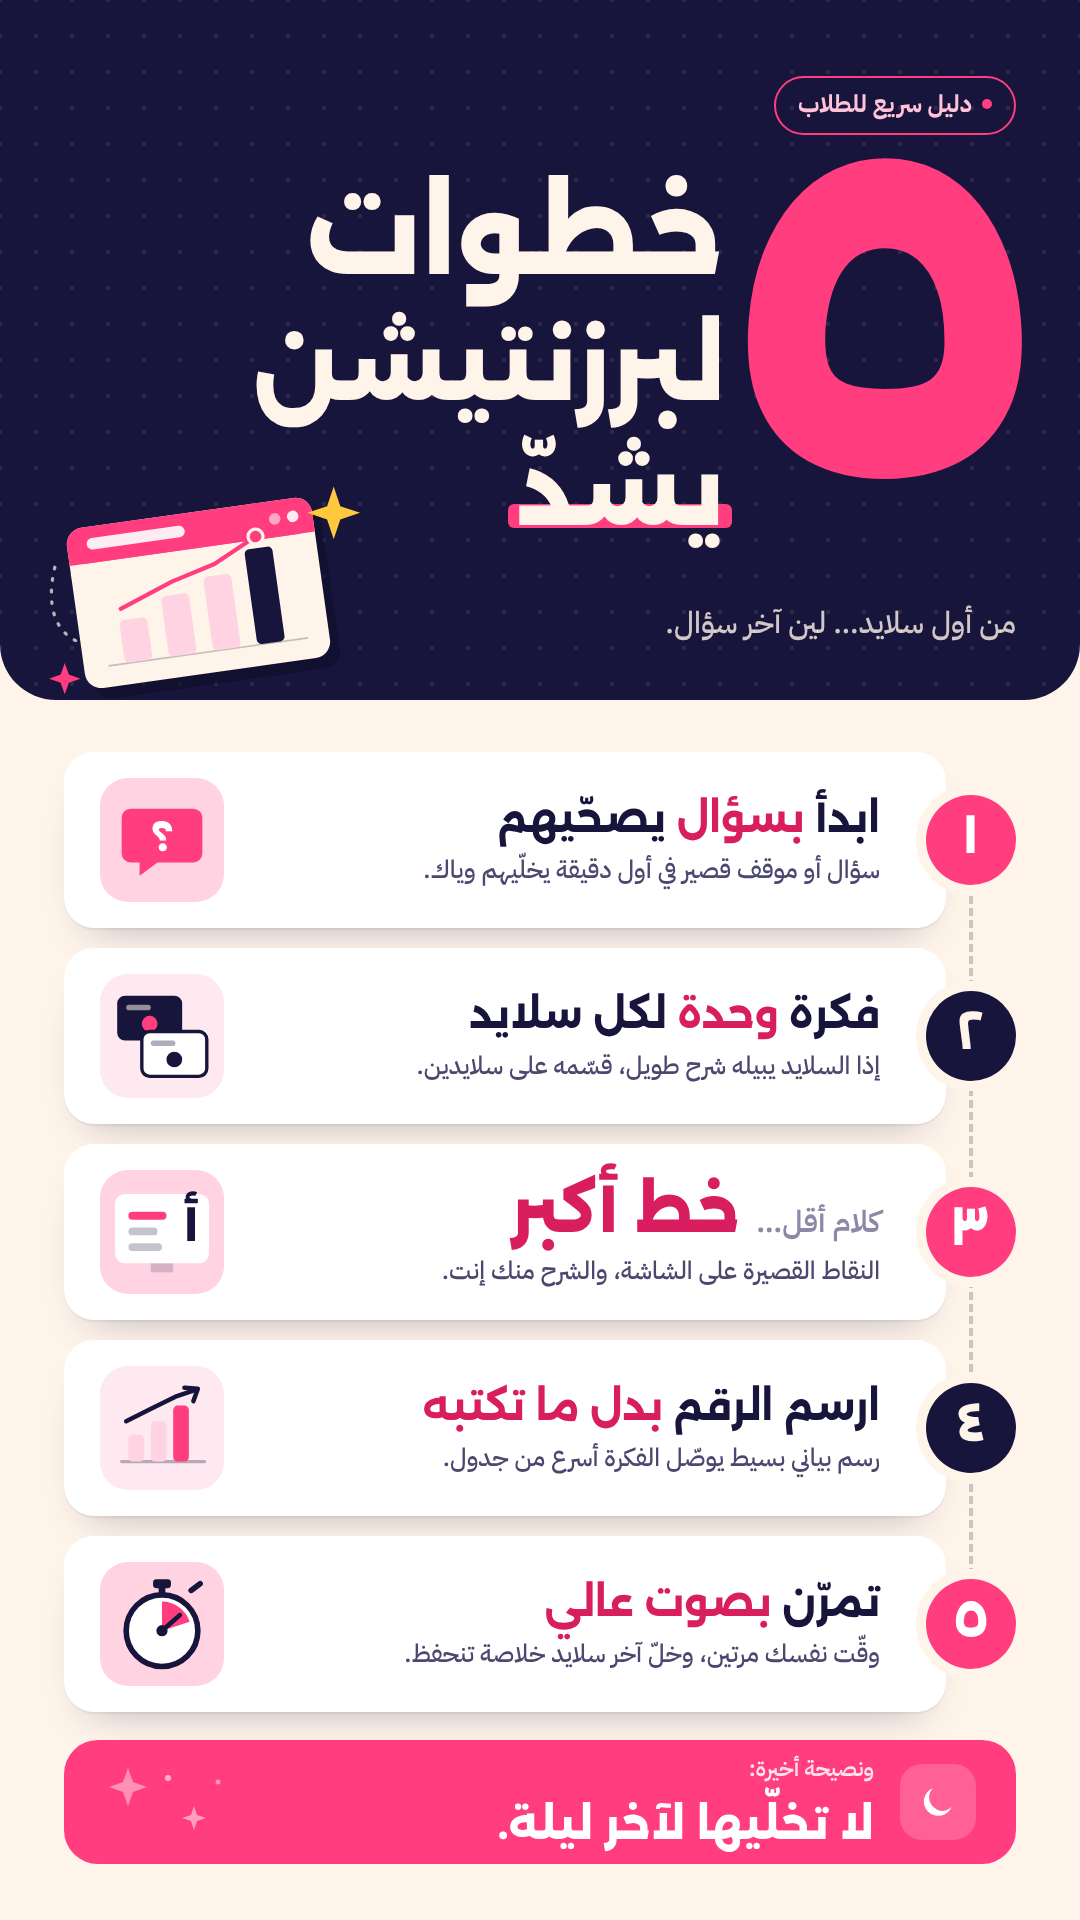 دليل سريع للطلاب
٥
خطوات
لبرزنتيشن
يشدّ
من أول سلايد... لين آخر سؤال.
١
ابدأ بسؤال يصحّيهم
سؤال أو موقف قصير في أول دقيقة يخلّيهم وياك.
؟
٢
فكرة وحدة لكل سلايد
إذا السلايد يبيله شرح طويل، قسّمه على سلايدين.
٣
كلام أقل... خط أكبر
النقاط القصيرة على الشاشة، والشرح منك إنت.
أ
٤
ارسم الرقم بدل ما تكتبه
رسم بياني بسيط يوصّل الفكرة أسرع من جدول.
٥
تمرّن بصوت عالي
وقّت نفسك مرتين، وخلّ آخر سلايد خلاصة تنحفظ.
ونصيحة أخيرة:
لا تخلّيها لآخر ليلة.